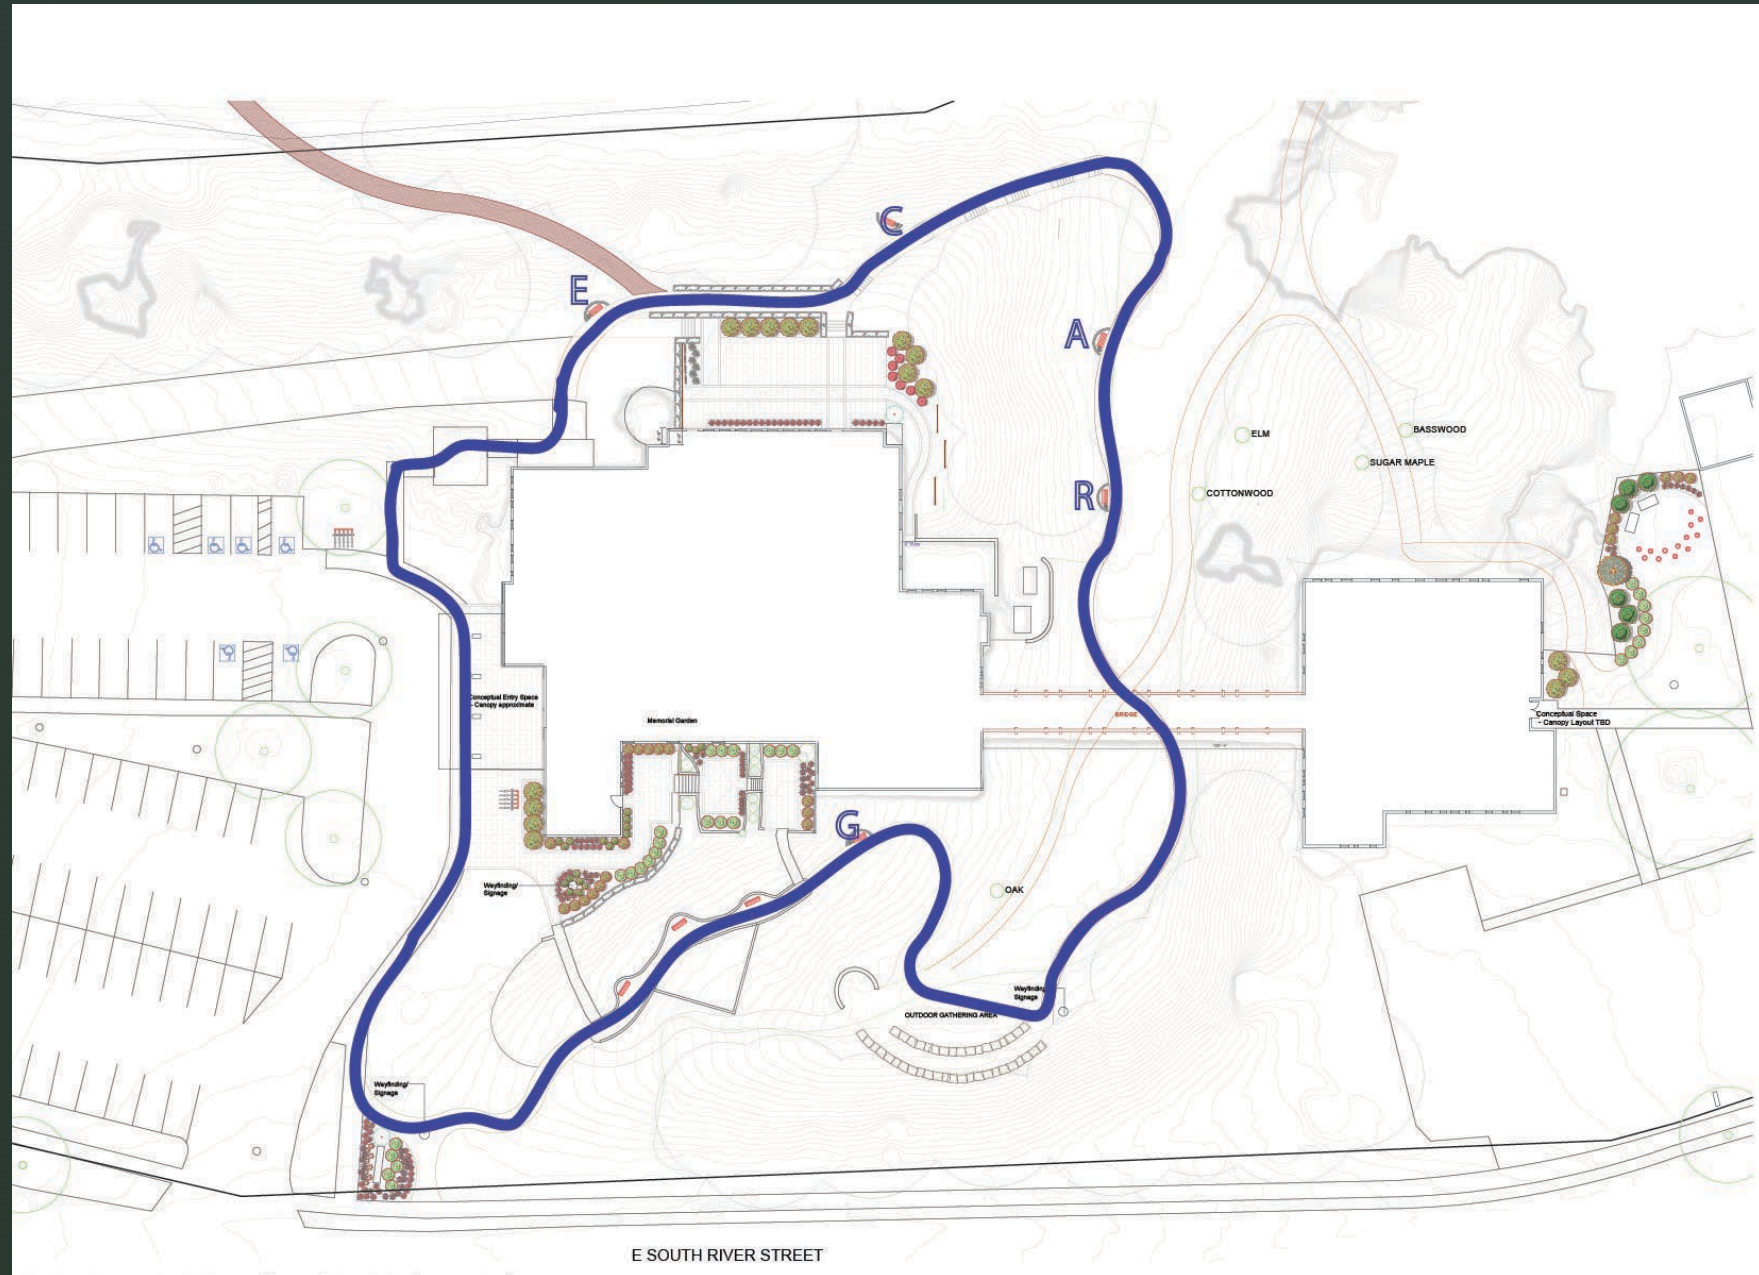 C
E
A
ELM
BASSWOOD
SUGAR MAPLE
R
COTTONWOOD
Conceptual Entry Space
- Canopy approximate
Memorial Garden
BRIDGE
Conceptual Space
- Canopy Layout TBD
G
Wayfinding/
Signage
OAK
Wayfinding
Signage
OUTDOOR GATHERING AREA
Wayfinding/
Signage
E SOUTH RIVER STREET